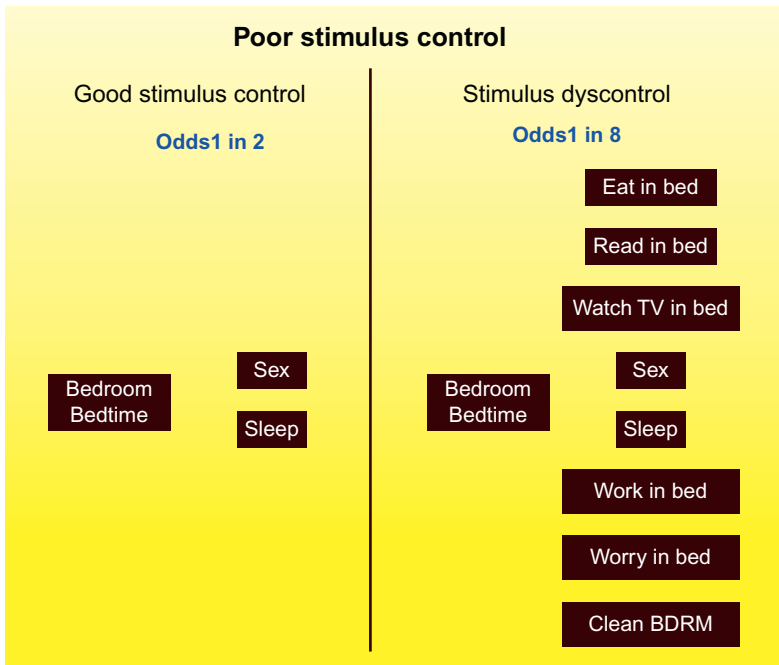 Poor stimulus control
Good stimulus control
Odds1 in 2
Bedroom
Bedtime
Sex
Sleep
Stimulus dyscontrol
Odds1 in 8
Eat in bed
Read in bed
Watch TV in bed
Bedroom
Bedtime
Sex
Sleep
Work in bed
Worry in bed
Clean BDRM